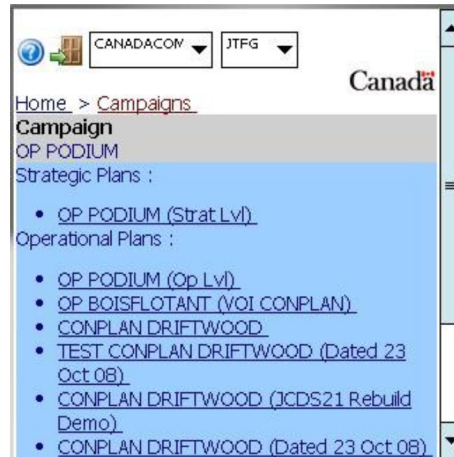 CANADACOM JTFG
Canada
Home > Campaigns
Campaign
OP PODIUM
Strategic Plans :
• OP PODIUM (Strat Lvl)
Operational Plans :
• OP PODIUM (Op Lvl)
• OP BOISFLOTANT (VOI CONPLAN)
• CONPLAN DRIFTWOOD
• TEST CONPLAN DRIFTWOOD (Dated 23
Oct 08)
• CONPLAN DRIFTWOOD (JCDS21 Rebuild
Demo)
• CONPLAN DRIFTWOOD (Dated 23 Oct 08)